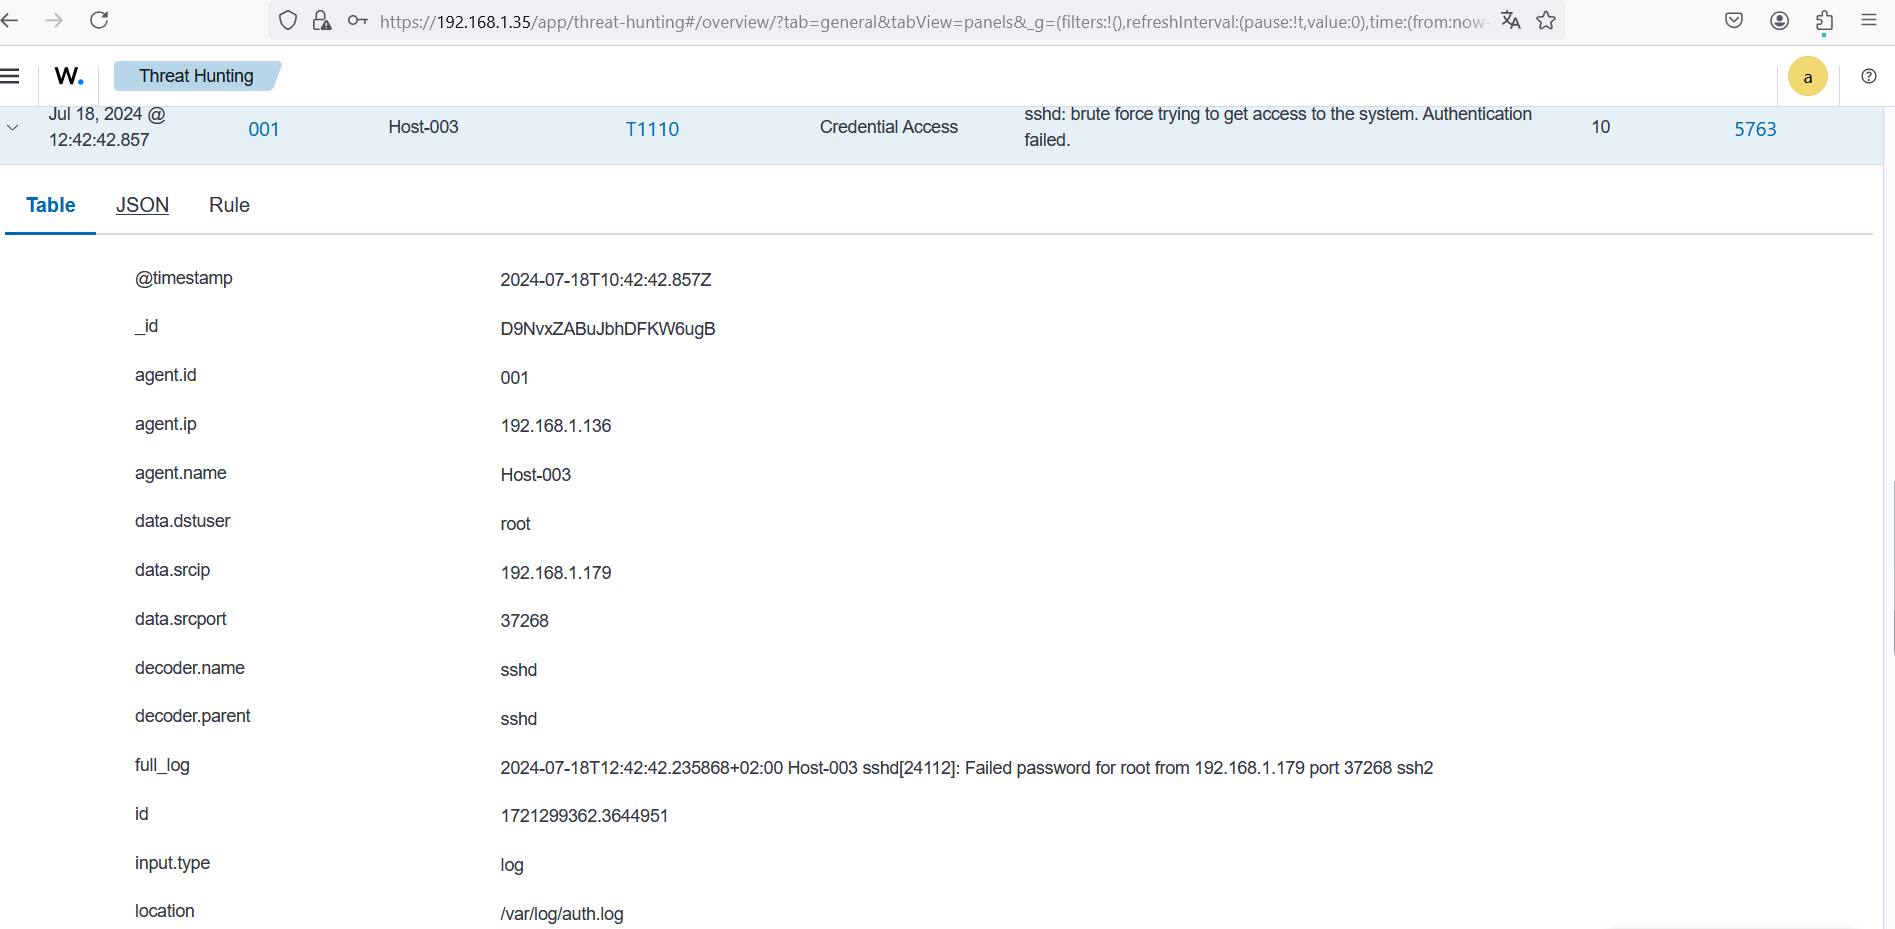 https://192.168.1.35/app/threat-hunting#/overview/?tab=general&tabView=panels&_g=(filters:!(),refreshInterval:(pause:!t,value:0),time:(from:now-
W. Threat Hunting a
Jul 18, 2024 @ 12:42:42.857 001 Host-003 T1110 Credential Access sshd: brute force trying to get access to the system. Authentication failed. 10 5763
Table JSON Rule
@timestamp 2024-07-18T10:42:42.857Z
_id D9NvxZABuJbhDFKW6ugB
agent.id 001
agent.ip 192.168.1.136
agent.name Host-003
data.dstuser root
data.srcip 192.168.1.179
data.srcport 37268
decoder.name sshd
decoder.parent sshd
full_log 2024-07-18T12:42:42.235868+02:00 Host-003 sshd[24112]: Failed password for root from 192.168.1.179 port 37268 ssh2
id 1721299362.3644951
input.type log
location /var/log/auth.log